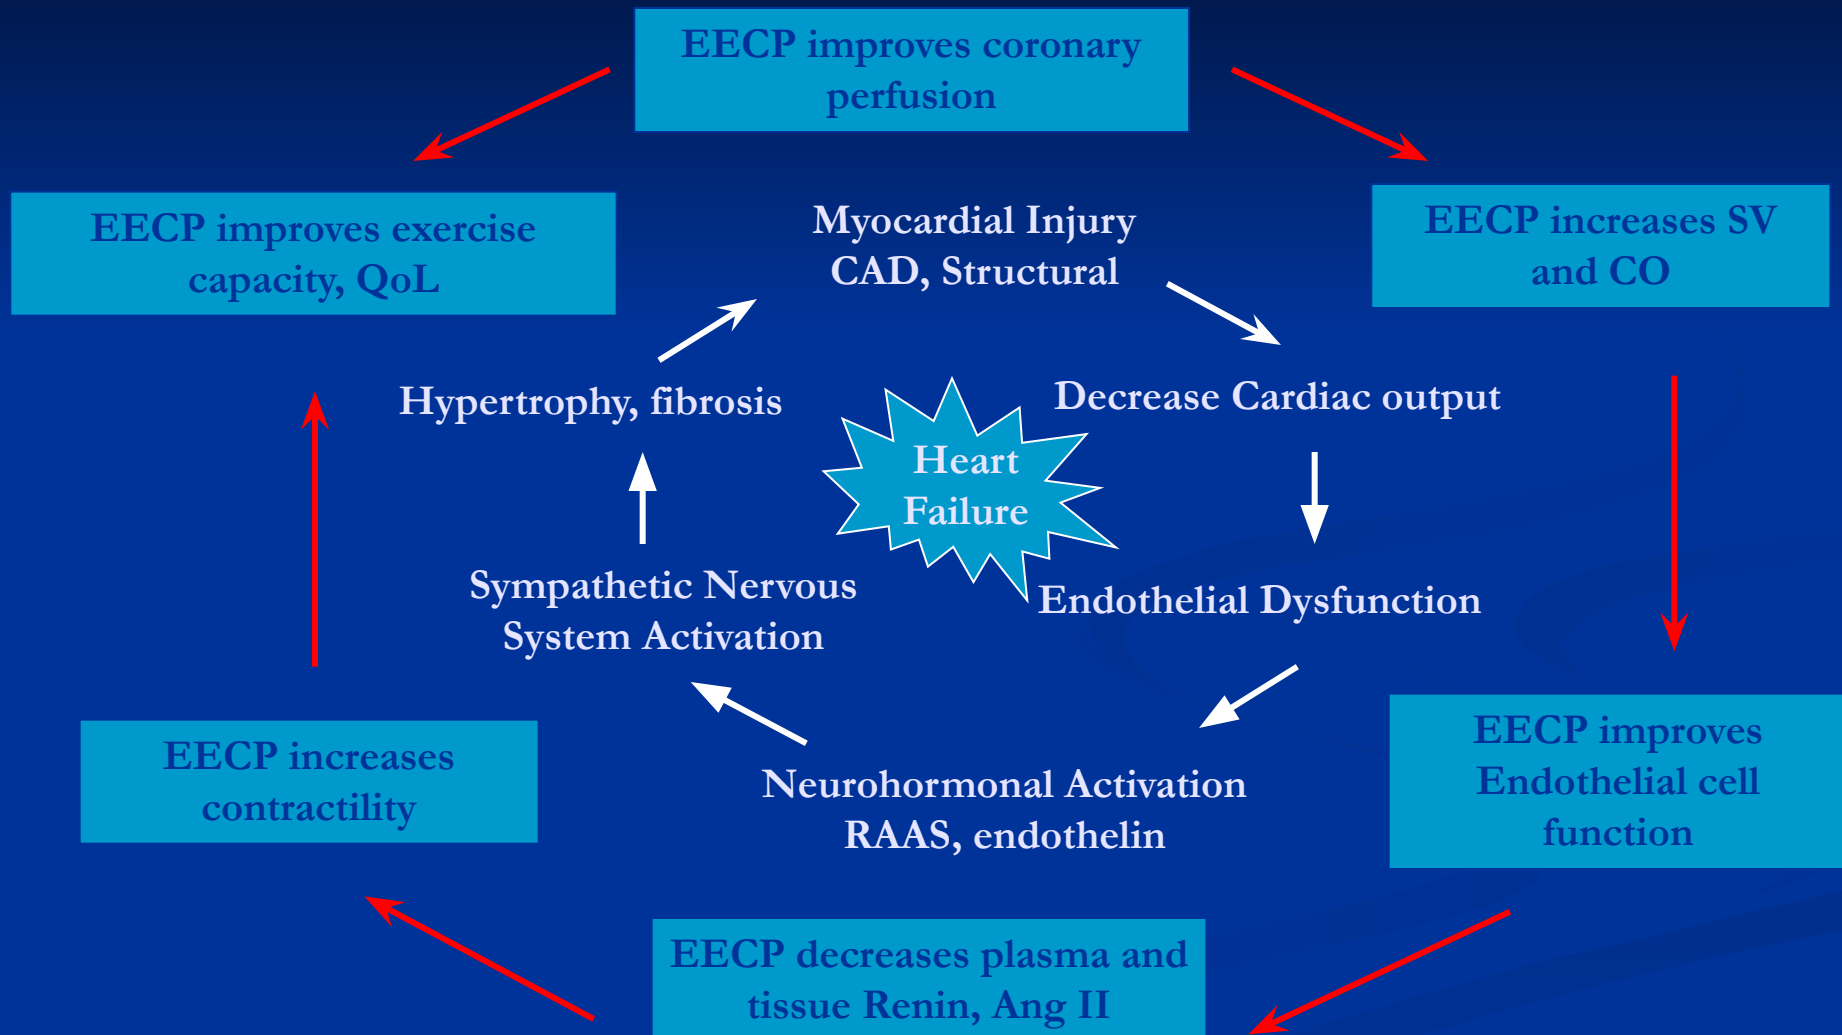 EECP improves coronary
perfusion
EECP improves exercise
capacity, QoL
Myocardial Injury
CAD, Structural
EECP increases SV
and CO
Hypertrophy, fibrosis
Decrease Cardiac output
Heart
Failure
Sympathetic Nervous
System Activation
Endothelial Dysfunction
EECP increases
contractility
Neurohormonal Activation
RAAS, endothelin
EECP improves
Endothelial cell
function
EECP decreases plasma and
tissue Renin, Ang II